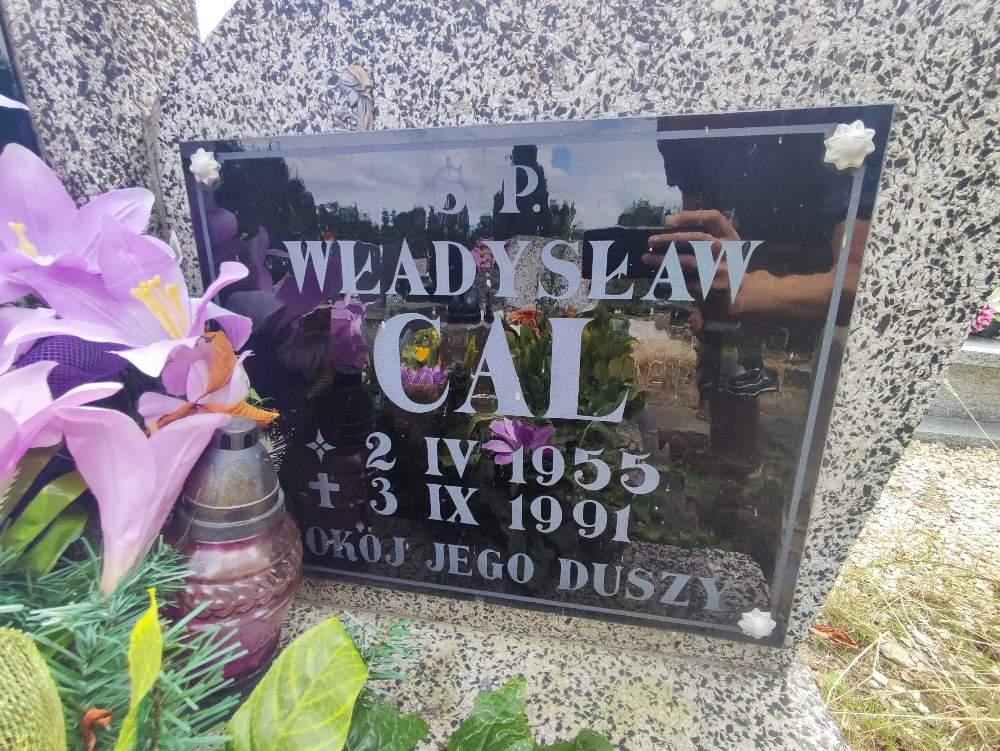 Ś P.
WŁADYSŁAW
CAL
2 IV 1955
3 IX 1991
OKÓJ JEGO DUSZY